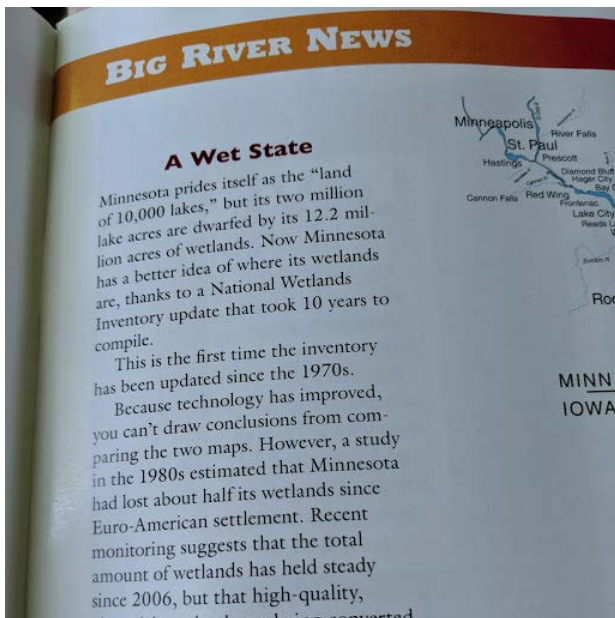 BIG RIVER NEWS
A Wet State
Minnesota prides itself as the “land
of 10,000 lakes,” but its two million
lake acres are dwarfed by its 12.2 mil-
lion acres of wetlands. Now Minnesota
has a better idea of where its wetlands
are, thanks to a National Wetlands
Inventory update that took 10 years to
compile.
This is the first time the inventory
has been updated since the 1970s.
Because technology has improved,
you can’t draw conclusions from com-
paring the two maps. However, a study
in the 1980s estimated that Minnesota
had lost about half its wetlands since
Euro-American settlement. Recent
monitoring suggests that the total
amount of wetlands has held steady
since 2006, but that high-quality,
Minneapolis
River Falls
St. Paul
Prescott
Hastings
Diamond Bluff
Hager City
Bay
Cannon Falls
Red Wing
Frontenac
Lake City
Reads L
Roc
MINN
IOWA